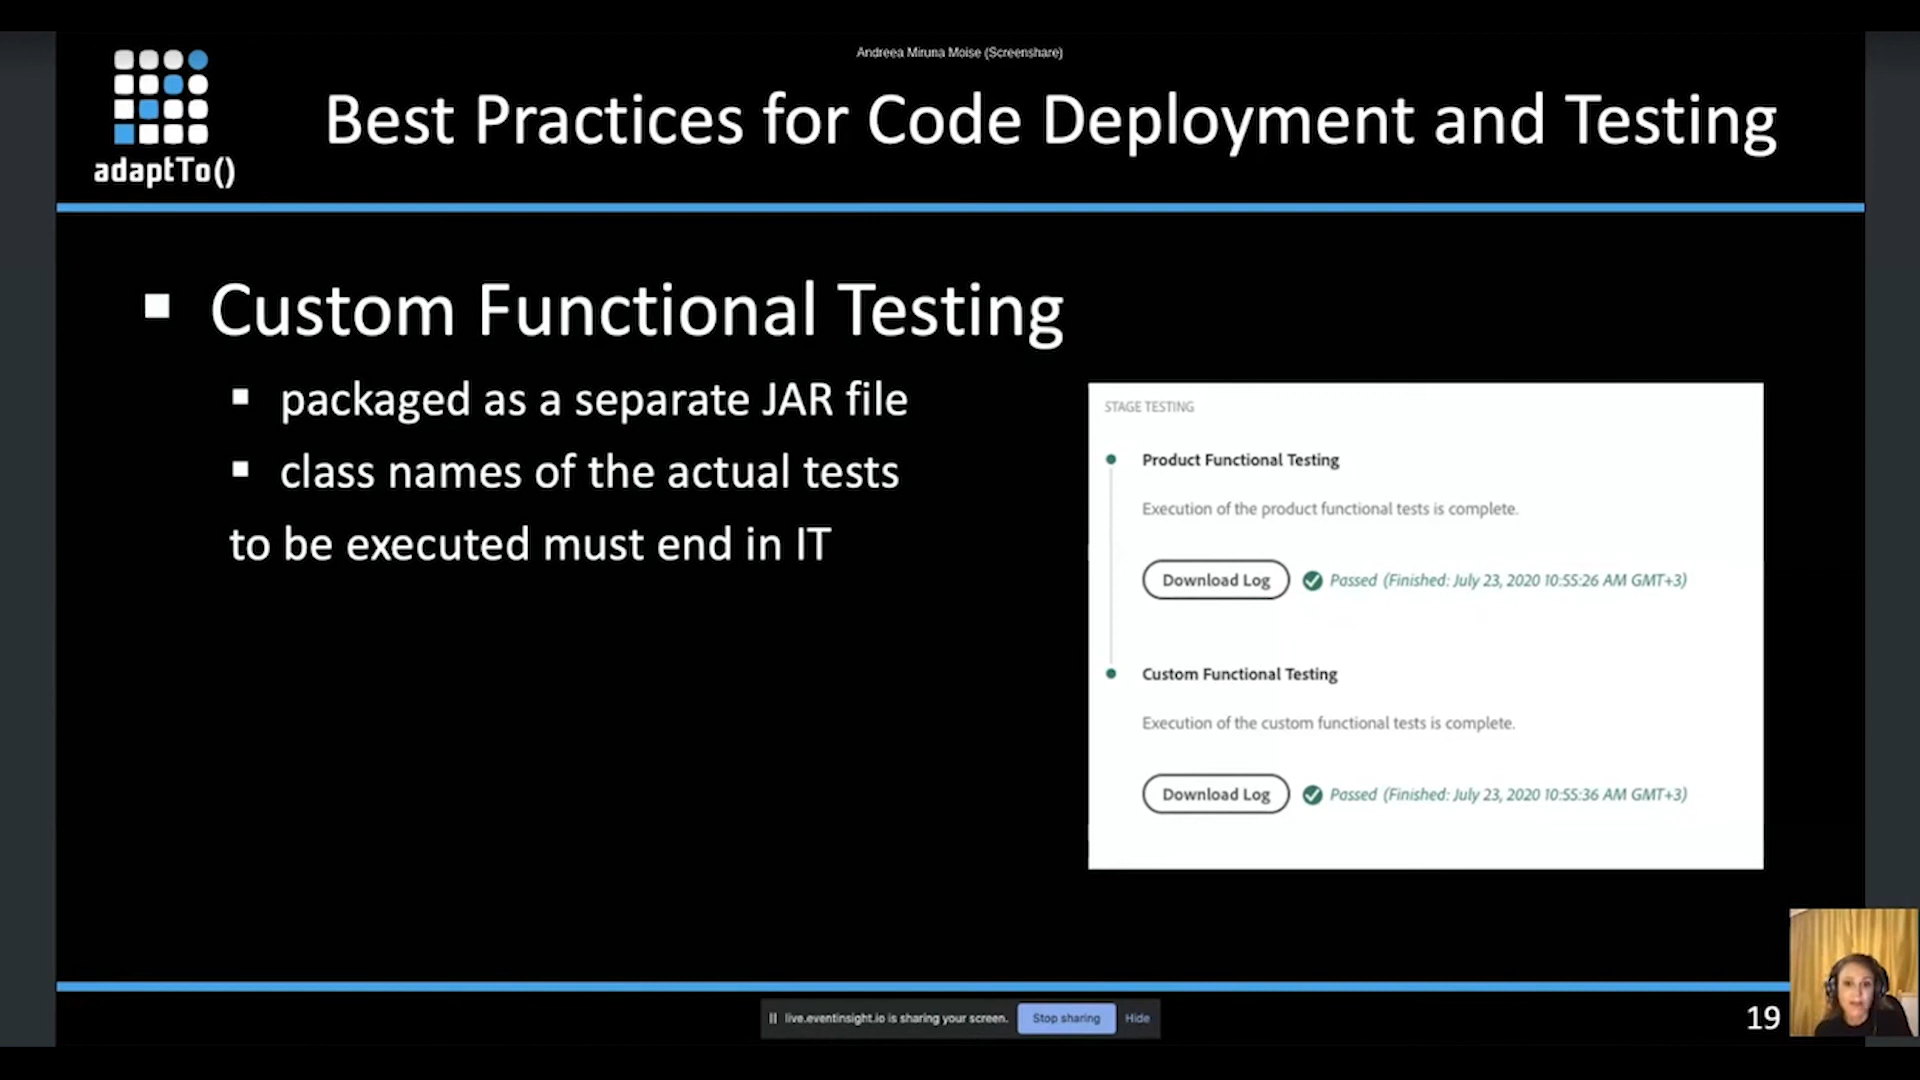 Andreea Miruna Moise (Screenshare)
adaptTo()
Best Practices for Code Deployment and Testing
Custom Functional Testing
packaged as a separate JAR file
class names of the actual tests
to be executed must end in IT
STAGE TESTING
Product Functional Testing
Execution of the product functional tests is complete.
Download Log
Passed (Finished: July 23, 2020 10:55:26 AM GMT+3)
Custom Functional Testing
Execution of the custom functional tests is complete.
Download Log
Passed (Finished: July 23, 2020 10:55:36 AM GMT+3)
live.eventinsight.io is sharing your screen.
Stop sharing
Hide
19